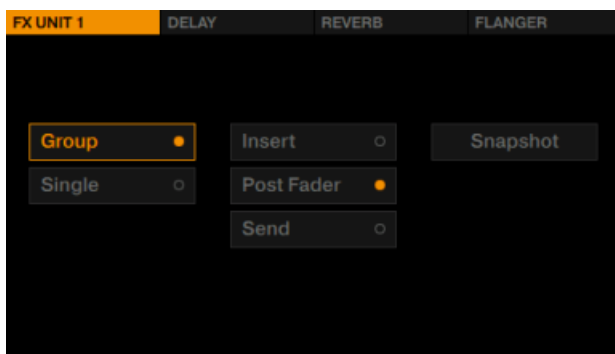 FX UNIT 1 DELAY REVERB FLANGER
Group Insert Snapshot
Single Post Fader
Send